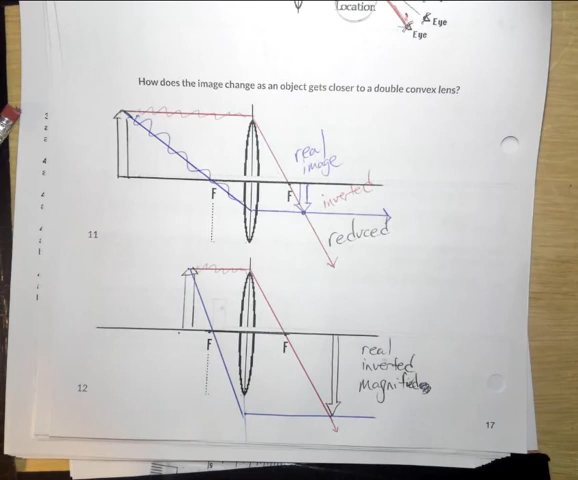 Location
Eye
Eye
How does the image change as an object gets closer to a double convex lens?
real
image
F
F
inverted
reduced
11
F
F
real
inverted
magnified
12
17